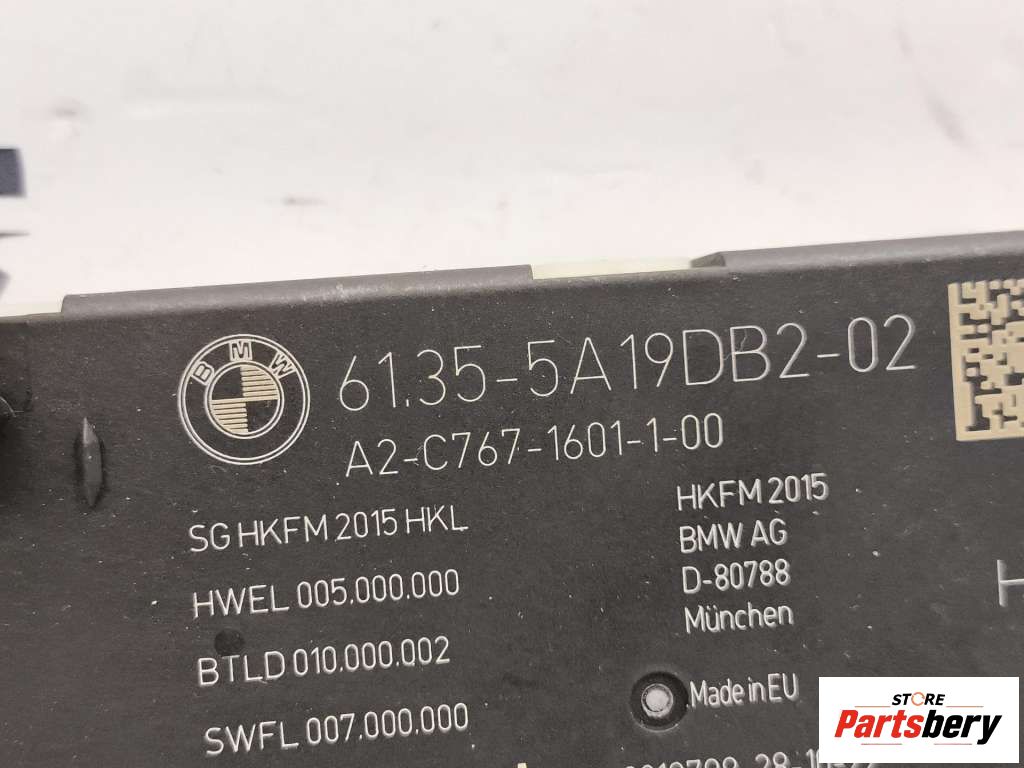 BMW
61.35-5A19DB2-02
A2-C767-1601-1-00
SG HKFM 2015 HKL
HWEL 005.000.000
BTLD 010.000.002
SWFL 007.000.000
HKFM 2015
BMW AG
D-80788
München
Made in EU
STORE
Partsbery